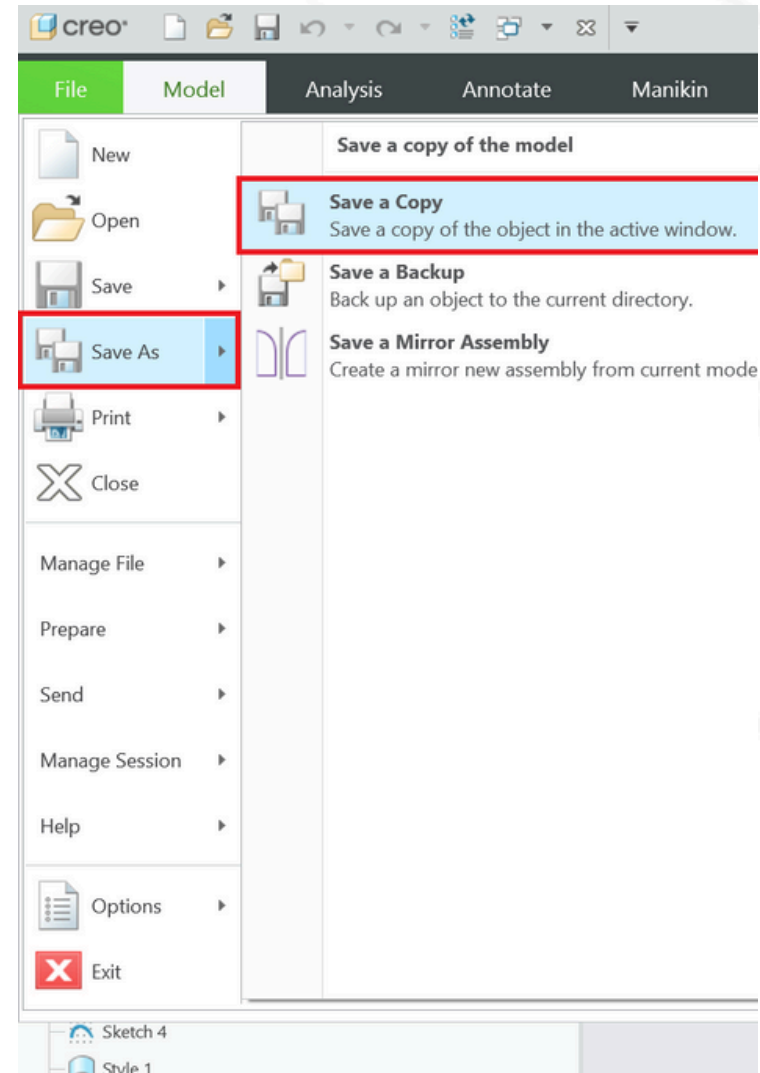 creo
File Model Analysis Annotate Manikin
New
Open
Save
Save As
Print
Close
Manage File
Prepare
Send
Manage Session
Help
Options
Exit
Save a copy of the model
Save a Copy
Save a copy of the object in the active window.
Save a Backup
Back up an object to the current directory.
Save a Mirror Assembly
Create a mirror new assembly from current mode
Sketch 4
Style 1